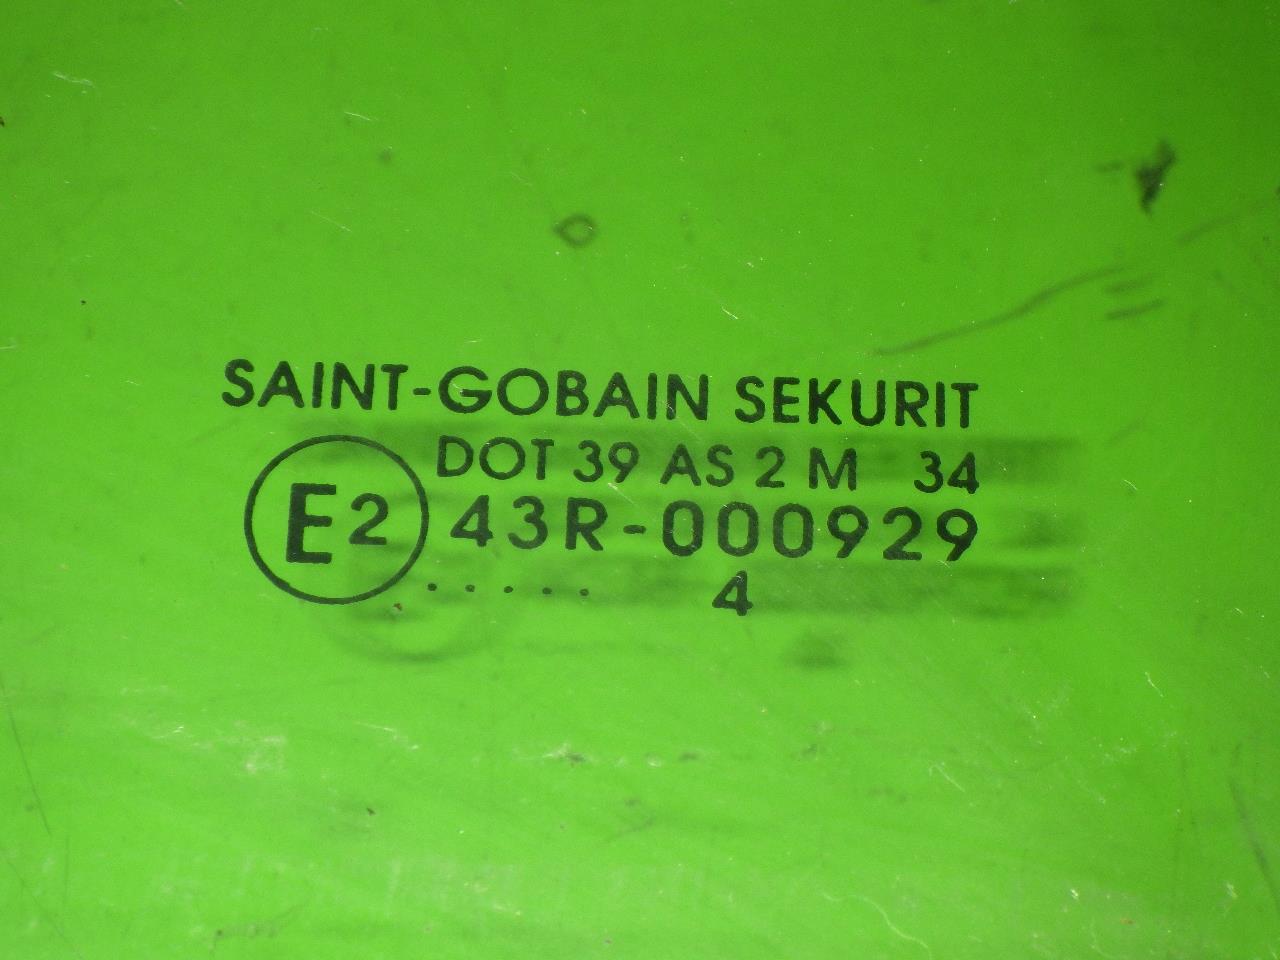 SAINT-GOBAIN SEKURIT
DOT 39 AS 2 M 34
E2 43R-000929
..... 4